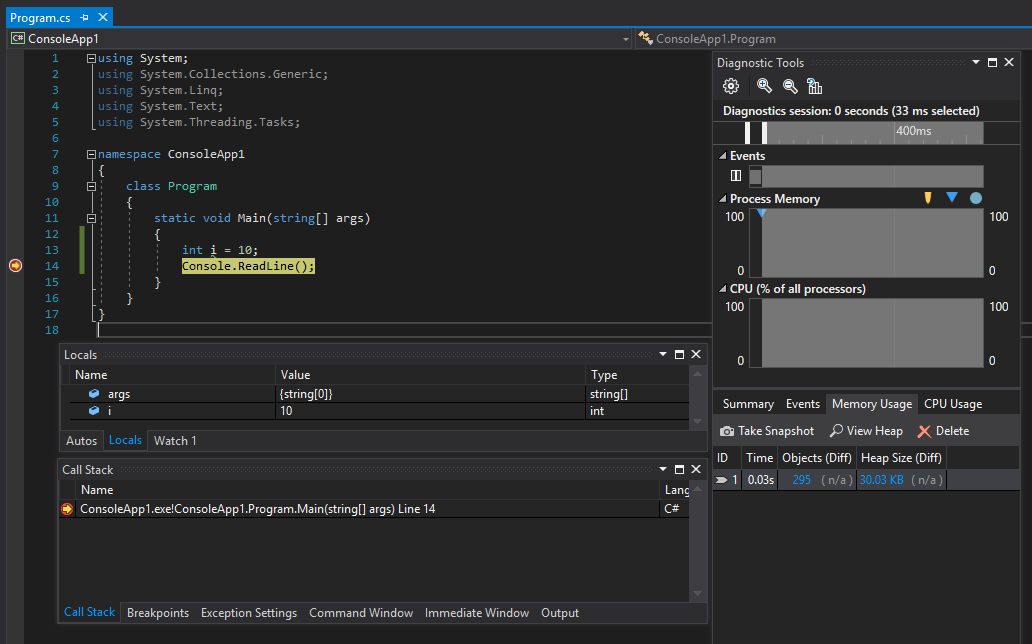 Program.cs
ConsoleApp1
ConsoleApp1.Program
1 using System;
2 using System.Collections.Generic;
3 using System.Linq;
4 using System.Text;
5 using System.Threading.Tasks;
6
7 namespace ConsoleApp1
8 {
9 class Program
10 {
11 static void Main(string[] args)
12 {
13 int i = 10;
14 Console.ReadLine();
15 }
16 }
17 }
18
Locals
Name Value Type
args {string[0]} string[]
i 10 int
Autos Locals Watch 1
Call Stack
Name Lang
ConsoleApp1.exe!ConsoleApp1.Program.Main(string[] args) Line 14 C#
Call Stack Breakpoints Exception Settings Command Window Immediate Window Output
Diagnostic Tools
Diagnostics session: 0 seconds (33 ms selected)
400ms
Events
Process Memory
100 100
0 0
CPU (% of all processors)
100 100
0 0
Summary Events Memory Usage CPU Usage
Take Snapshot View Heap Delete
ID Time Objects (Diff) Heap Size (Diff)
1 0.03s 295 (n/a) 30.03 KB (n/a)